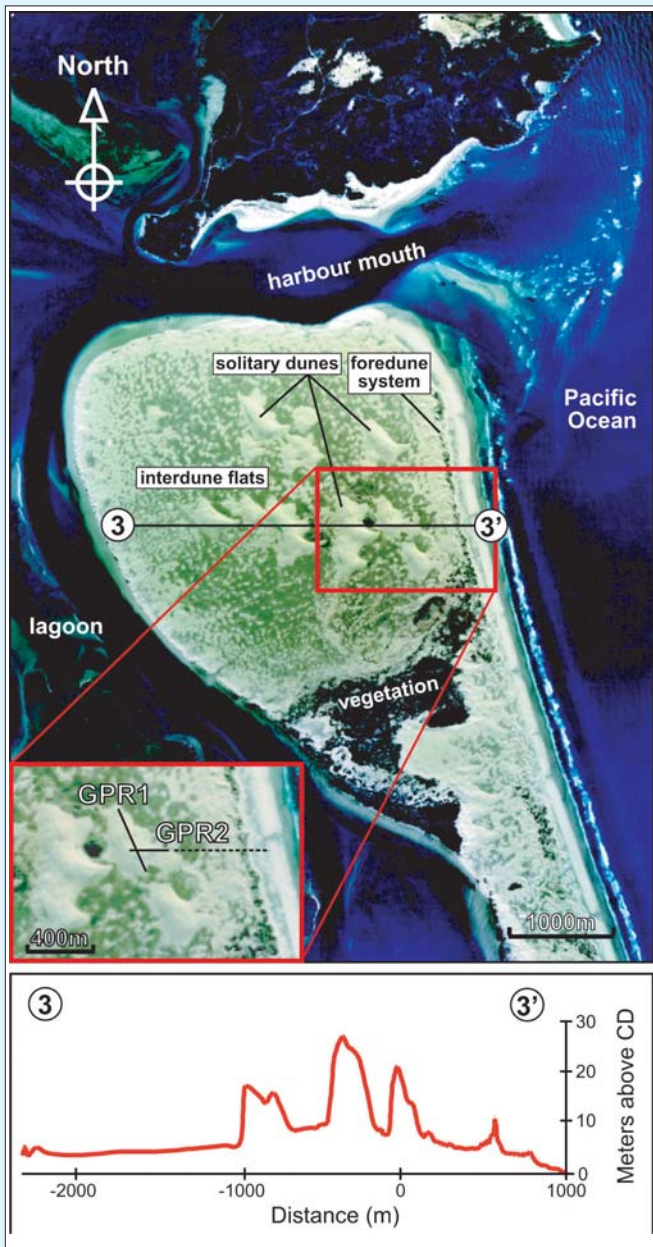 North
harbour mouth
solitary dunes
foredune
system
Pacific
Ocean
interdune flats
3
3'
lagoon
vegetation
GPR1
GPR2
400m
1000m
3
3'
30
20
10
0
Meters above CD
-2000
-1000
0
1000
Distance (m)